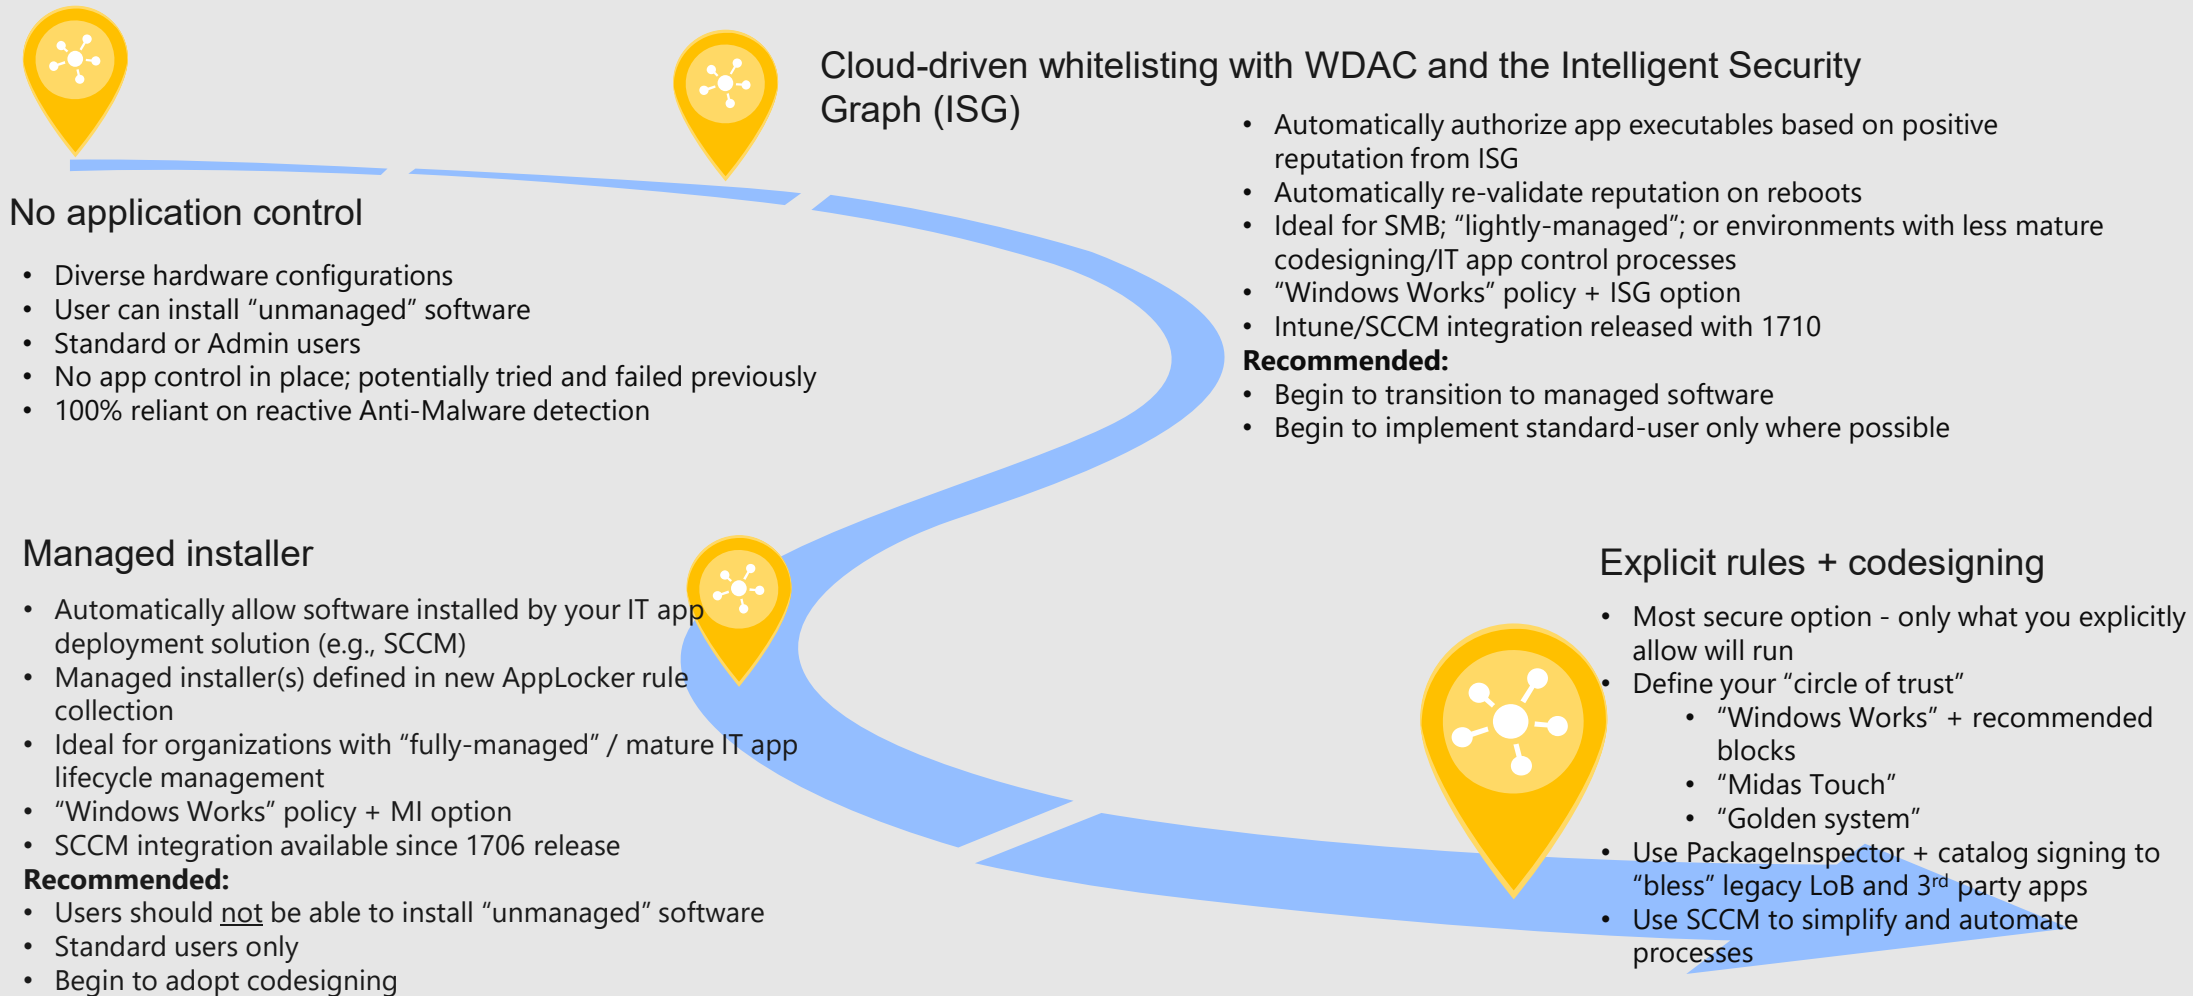 Cloud-driven whitelisting with WDAC and the Intelligent Security
Graph (ISG)
• Automatically authorize app executables based on positive
reputation from ISG
• Automatically re-validate reputation on reboots
• Ideal for SMB; “lightly-managed”; or environments with less mature
codesigning/IT app control processes
• “Windows Works” policy + ISG option
• Intune/SCCM integration released with 1710
Recommended:
• Begin to transition to managed software
• Begin to implement standard-user only where possible
No application control
• Diverse hardware configurations
• User can install “unmanaged” software
• Standard or Admin users
• No app control in place; potentially tried and failed previously
• 100% reliant on reactive Anti-Malware detection
Managed installer
• Automatically allow software installed by your IT app
deployment solution (e.g., SCCM)
• Managed installer(s) defined in new AppLocker rule
collection
• Ideal for organizations with “fully-managed” / mature IT app
lifecycle management
• “Windows Works” policy + MI option
• SCCM integration available since 1706 release
Recommended:
• Users should not be able to install “unmanaged” software
• Standard users only
• Begin to adopt codesigning
Explicit rules + codesigning
• Most secure option - only what you explicitly
allow will run
• Define your “circle of trust”
• “Windows Works” + recommended
blocks
• “Midas Touch”
• “Golden system”
• Use PackageInspector + catalog signing to
“bless” legacy LoB and 3rd party apps
• Use SCCM to simplify and automate
processes